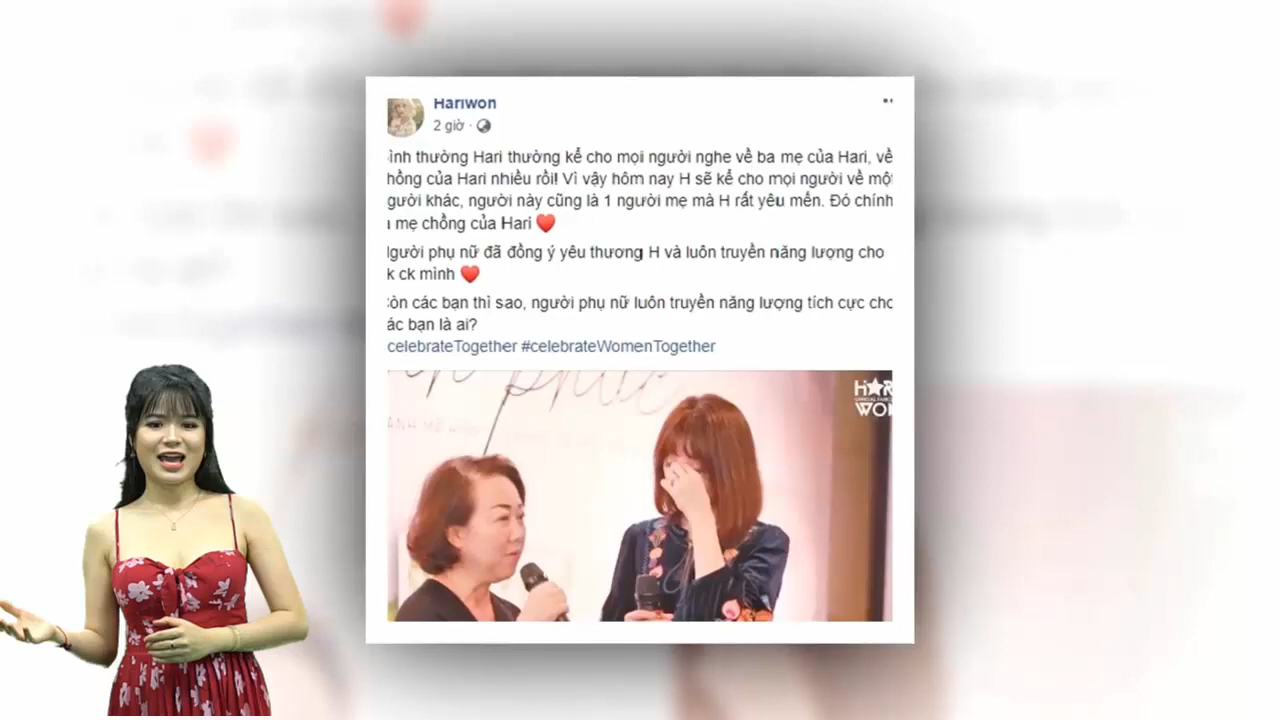 Hariwon
2 giờ
ình thường Hari thường kể cho mọi người nghe về ba mẹ của Hari, về
hồng của Hari nhiều rồi! Vì vậy hôm nay H sẽ kể cho mọi người về một
gười khác, người này cũng là 1 người mẹ mà H rất yêu mến. Đó chính
mẹ chồng của Hari ❤️
gười phụ nữ đã đồng ý yêu thương H và luôn truyền năng lượng cho
k ck mình ❤️
òn các bạn thì sao, người phụ nữ luôn truyền năng lượng tích cực cho
ác bạn là ai?
celebrateTogether #celebrateWomenTogether
HAR
WON